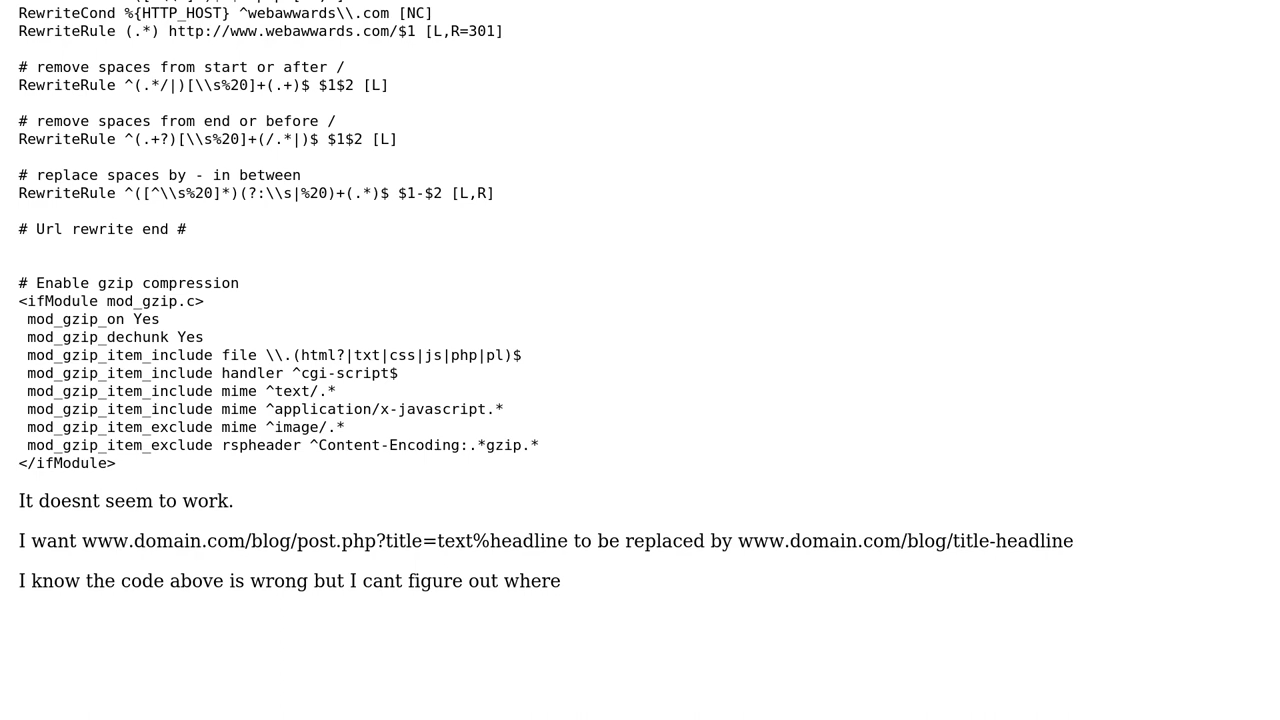 RewriteCond %{HTTP_HOST} ^webawwards\\.com [NC]
RewriteRule (.*) http://www.webawwards.com/$1 [L,R=301]
# remove spaces from start or after /
RewriteRule ^(.*/|)[\\s%20]+(.+)$ $1$2 [L]
# remove spaces from end or before /
RewriteRule ^(.+?)[\\s%20]+(/.*|)$ $1$2 [L]
# replace spaces by - in between
RewriteRule ^([^\\s%20]*)(?:\\s|%20)+(.*)$ $1-$2 [L,R]
# Url rewrite end #
# Enable gzip compression
<ifModule mod_gzip.c>
mod_gzip_on Yes
mod_gzip_dechunk Yes
mod_gzip_item_include file \\.(html?|txt|css|js|php|pl)$
mod_gzip_item_include handler ^cgi-script$
mod_gzip_item_include mime ^text/.*
mod_gzip_item_include mime ^application/x-javascript.*
mod_gzip_item_exclude mime ^image/.*
mod_gzip_item_exclude rspheader ^Content-Encoding:.*gzip.*
</ifModule>
It doesnt seem to work.
I want www.domain.com/blog/post.php?title=text%headline to be replaced by www.domain.com/blog/title-headline
I know the code above is wrong but I cant figure out where